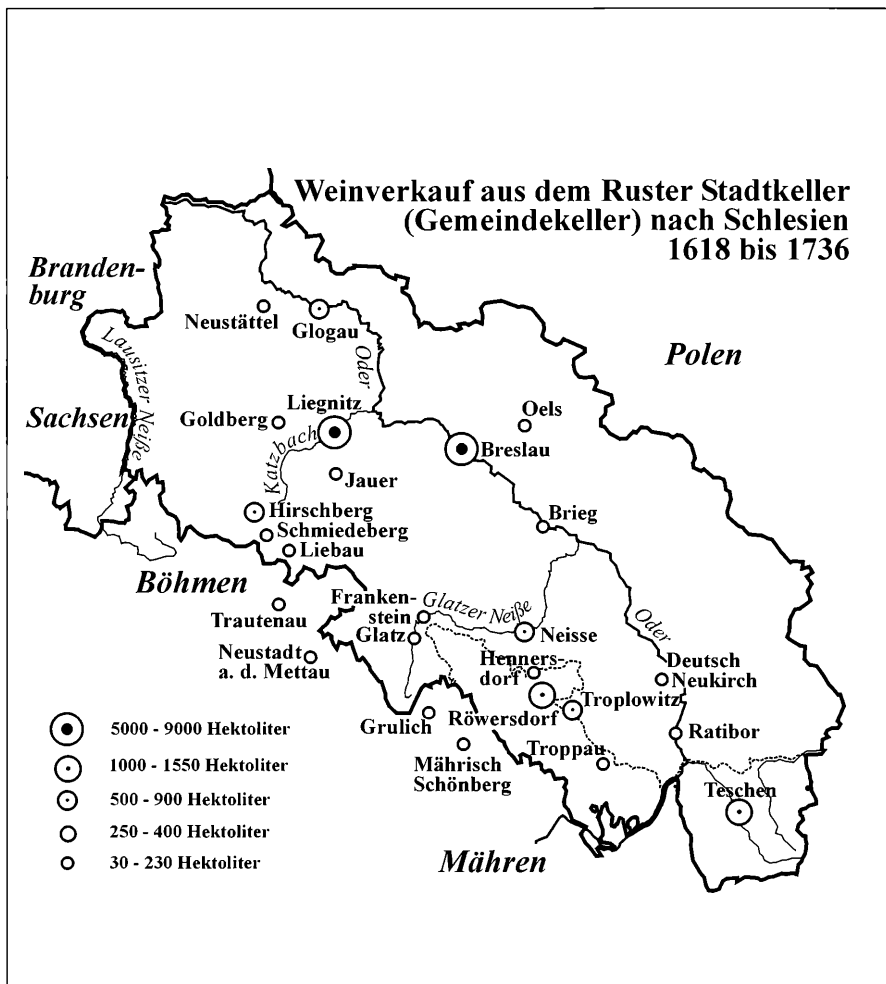 Weinverkauf aus dem Ruster Stadtkeller
(Gemeindekeller) nach Schlesien
1618 bis 1736
Branden-
burg
Neustättel
Glogau
Oder
Polen
Lausitzer Neiße
Sachsen
Goldberg
Liegnitz
Oels
Katzbach
Breslau
Jauer
Hirschberg
Brieg
Schmiedeberg
Liebau
Böhmen
Trautenau
Franken-
stein
Glatzer Neiße
Glatz
Neisse
Oder
Neustadt
a. d. Mettau
Henners-
dorf
Deutsch
Neukirch
Grulich
Röwersdorf
Troplowitz
Ratibor
Troppau
Mährisch
Schönberg
Teschen
Mähren
5000 - 9000 Hektoliter
1000 - 1550 Hektoliter
500 - 900 Hektoliter
250 - 400 Hektoliter
30 - 230 Hektoliter